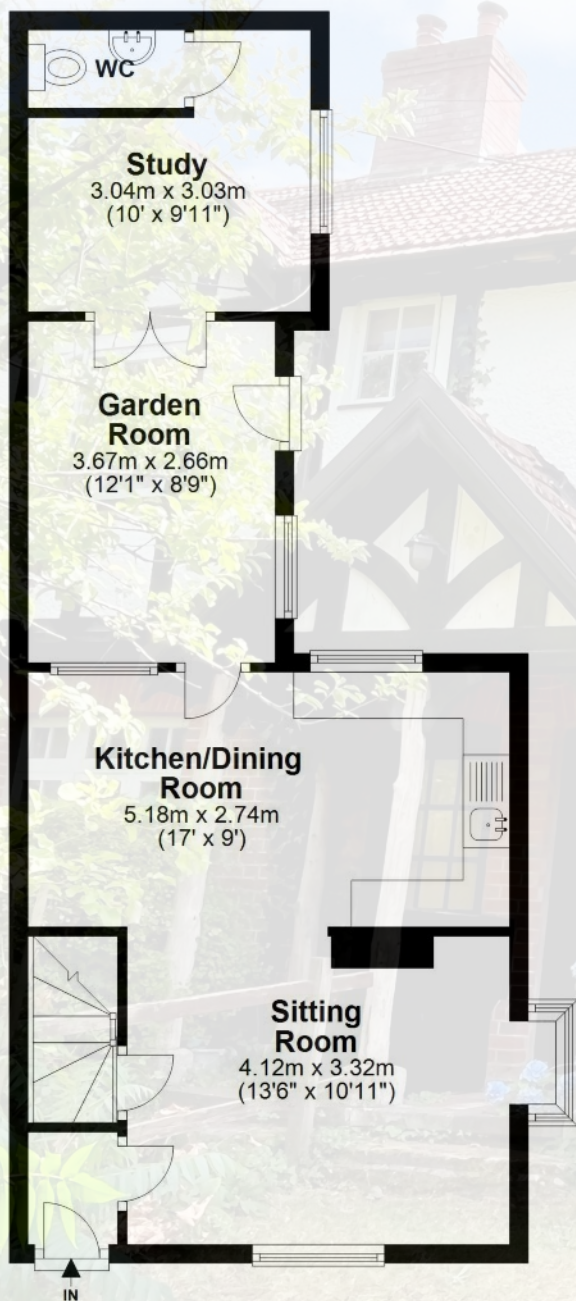 WC
Study
3.04m x 3.03m
(10' x 9'11")
Garden
Room
3.67m x 2.66m
(12'1" x 8'9")
Kitchen/Dining
Room
5.18m x 2.74m
(17' x 9')
Sitting
Room
4.12m x 3.32m
(13'6" x 10'11")
IN